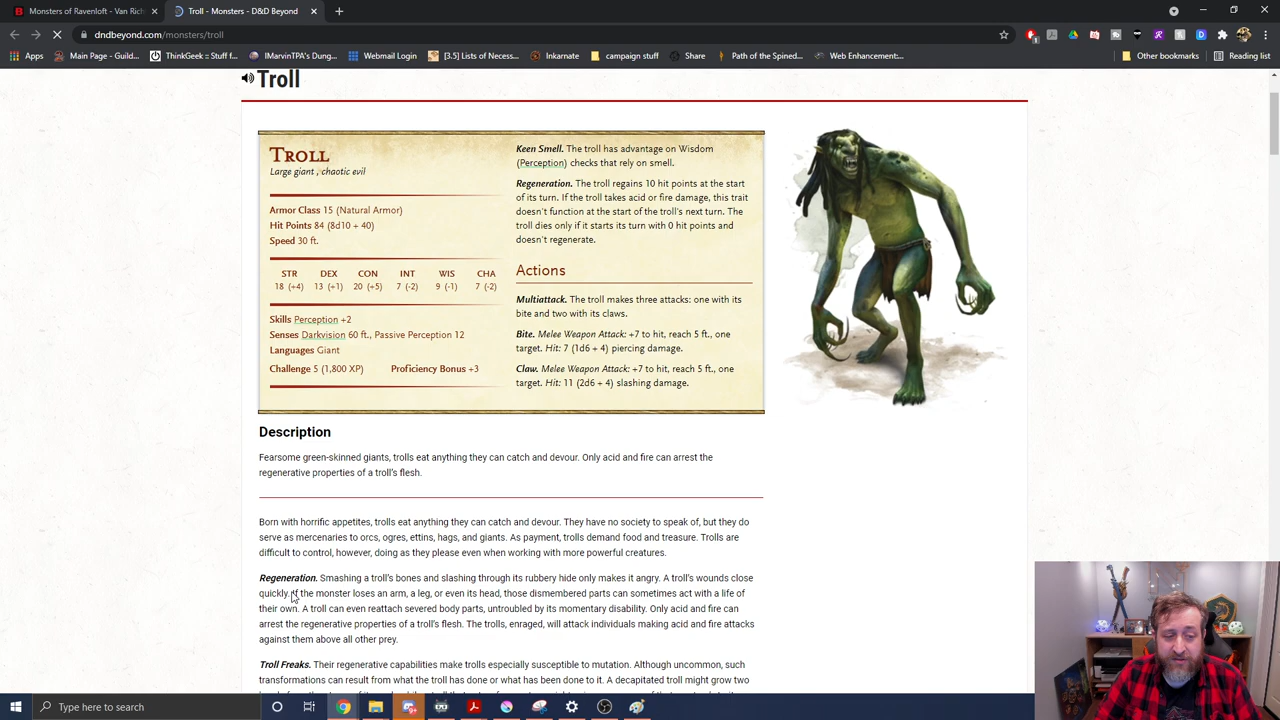 Monsters of Ravenloft - Van Rich
Troll - Monsters - D&D Beyond
dndbeyond.com/monsters/troll
Apps
Main Page - Guild...
ThinkGeek :: Stuff f...
!MarvinTPA's Dung...
Webmail Login
[3.5] Lists of Necess...
Inkarnate
campaign stuff
Share
Path of the Spined...
Web Enhancement:...
Other bookmarks
Reading list
Troll
TROLL
Large giant , chaotic evil
Armor Class 15 (Natural Armor)
Hit Points 84 (8d10 + 40)
Speed 30 ft.
STR DEX CON INT WIS CHA
18 (+4) 13 (+1) 20 (+5) 7 (-2) 9 (-1) 7 (-2)
Skills Perception +2
Senses Darkvision 60 ft., Passive Perception 12
Languages Giant
Challenge 5 (1,800 XP) Proficiency Bonus +3
Keen Smell. The troll has advantage on Wisdom
(Perception) checks that rely on smell.
Regeneration. The troll regains 10 hit points at the start
of its turn. If the troll takes acid or fire damage, this trait
doesn't function at the start of the troll's next turn. The
troll dies only if it starts its turn with 0 hit points and
doesn't regenerate.
Actions
Multiattack. The troll makes three attacks: one with its
bite and two with its claws.
Bite. Melee Weapon Attack: +7 to hit, reach 5 ft., one
target. Hit: 7 (1d6 + 4) piercing damage.
Claw. Melee Weapon Attack: +7 to hit, reach 5 ft., one
target. Hit: 11 (2d6 + 4) slashing damage.
Description
Fearsome green-skinned giants, trolls eat anything they can catch and devour. Only acid and fire can arrest the
regenerative properties of a troll's flesh.
Born with horrific appetites, trolls eat anything they can catch and devour. They have no society to speak of, but they do
serve as mercenaries to orcs, ogres, ettins, hags, and giants. As payment, trolls demand food and treasure. Trolls are
difficult to control, however, doing as they please even when working with more powerful creatures.
Regeneration. Smashing a troll's bones and slashing through its rubbery hide only makes it angry. A troll's wounds close
quickly. If the monster loses an arm, a leg, or even its head, those dismembered parts can sometimes act with a life of
their own. A troll can even reattach severed body parts, untroubled by its momentary disability. Only acid and fire can
arrest the regenerative properties of a troll's flesh. The trolls, enraged, will attack individuals making acid and fire attacks
against them above all other prey.
Troll Freaks. Their regenerative capabilities make trolls especially susceptible to mutation. Although uncommon, such
transformations can result from what the troll has done or what has been done to it. A decapitated troll might grow two
Type here to search